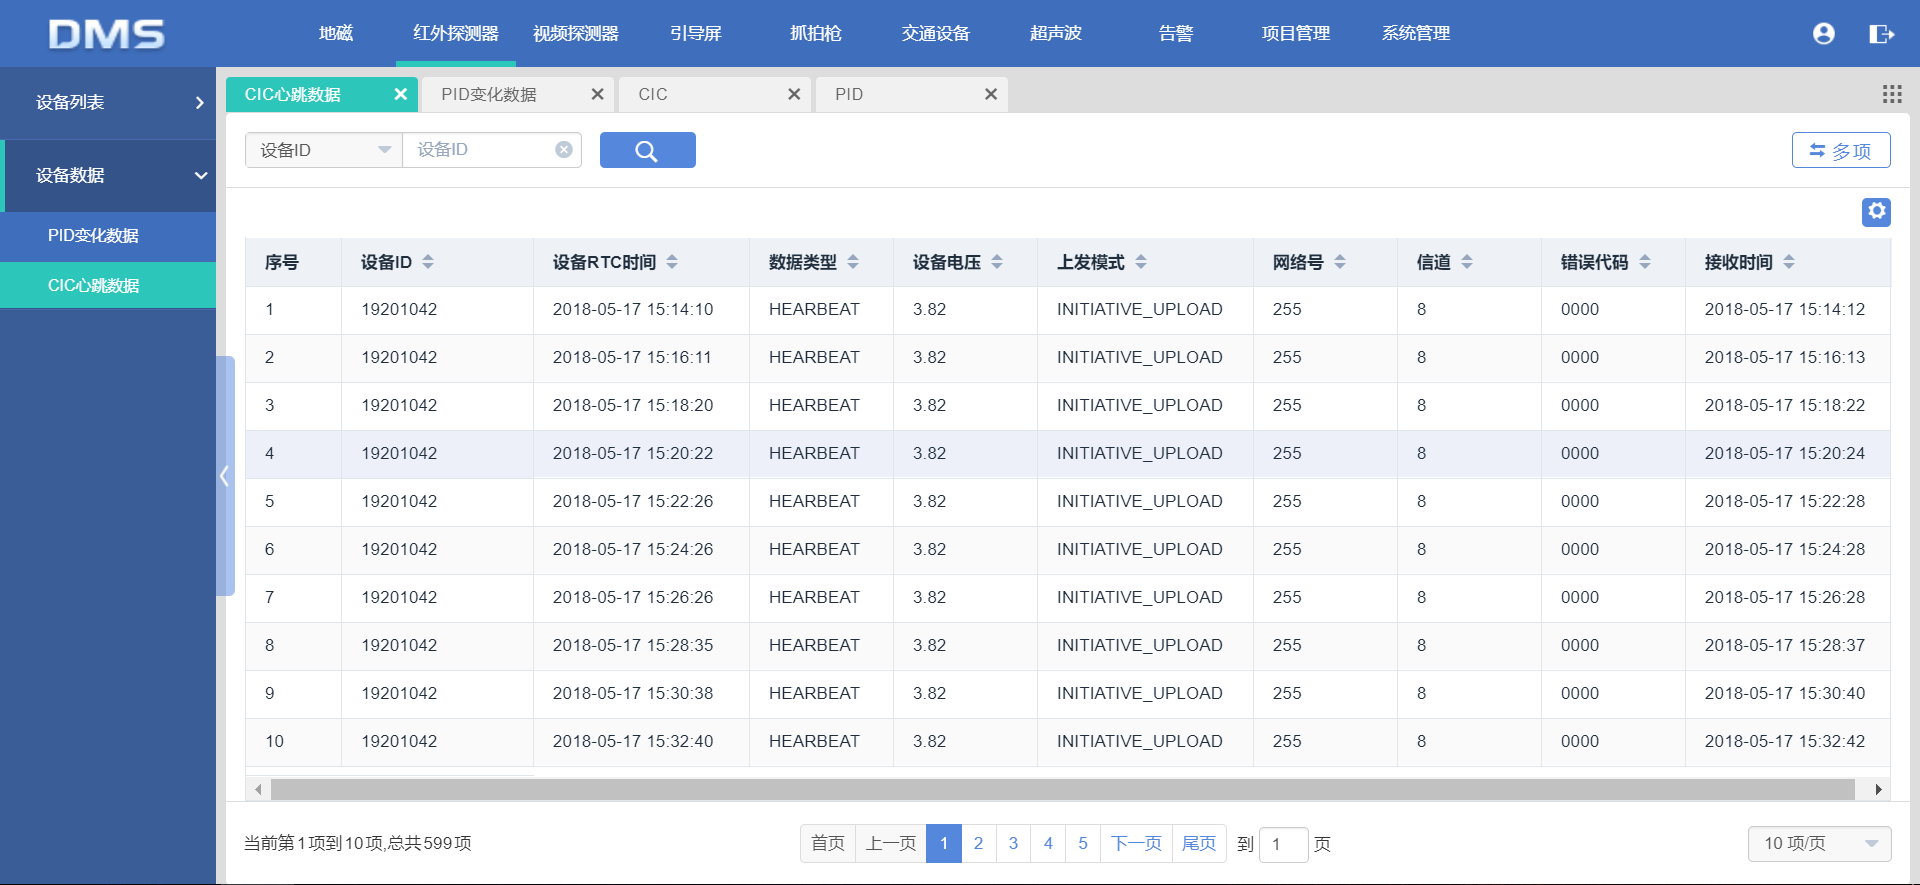 DMS 地磁 红外探测器 视频探测器 引导屏 抓拍枪 交通设备 超声波 告警 项目管理 系统管理
设备列表
设备数据
PID变化数据
CIC心跳数据
CIC心跳数据 PID变化数据 CIC PID
设备ID 设备ID 多项
序号 设备ID 设备RTC时间 数据类型 设备电压 上发模式 网络号 信道 错误代码 接收时间
1 19201042 2018-05-17 15:14:10 HEARBEAT 3.82 INITIATIVE_UPLOAD 255 8 0000 2018-05-17 15:14:12
2 19201042 2018-05-17 15:16:11 HEARBEAT 3.82 INITIATIVE_UPLOAD 255 8 0000 2018-05-17 15:16:13
3 19201042 2018-05-17 15:18:20 HEARBEAT 3.82 INITIATIVE_UPLOAD 255 8 0000 2018-05-17 15:18:22
4 19201042 2018-05-17 15:20:22 HEARBEAT 3.82 INITIATIVE_UPLOAD 255 8 0000 2018-05-17 15:20:24
5 19201042 2018-05-17 15:22:26 HEARBEAT 3.82 INITIATIVE_UPLOAD 255 8 0000 2018-05-17 15:22:28
6 19201042 2018-05-17 15:24:26 HEARBEAT 3.82 INITIATIVE_UPLOAD 255 8 0000 2018-05-17 15:24:28
7 19201042 2018-05-17 15:26:26 HEARBEAT 3.82 INITIATIVE_UPLOAD 255 8 0000 2018-05-17 15:26:28
8 19201042 2018-05-17 15:28:35 HEARBEAT 3.82 INITIATIVE_UPLOAD 255 8 0000 2018-05-17 15:28:37
9 19201042 2018-05-17 15:30:38 HEARBEAT 3.82 INITIATIVE_UPLOAD 255 8 0000 2018-05-17 15:30:40
10 19201042 2018-05-17 15:32:40 HEARBEAT 3.82 INITIATIVE_UPLOAD 255 8 0000 2018-05-17 15:32:42
当前第1项到10项,总共599项 首页 上一页 1 2 3 4 5 下一页 尾页 到 1 页 10 项/页